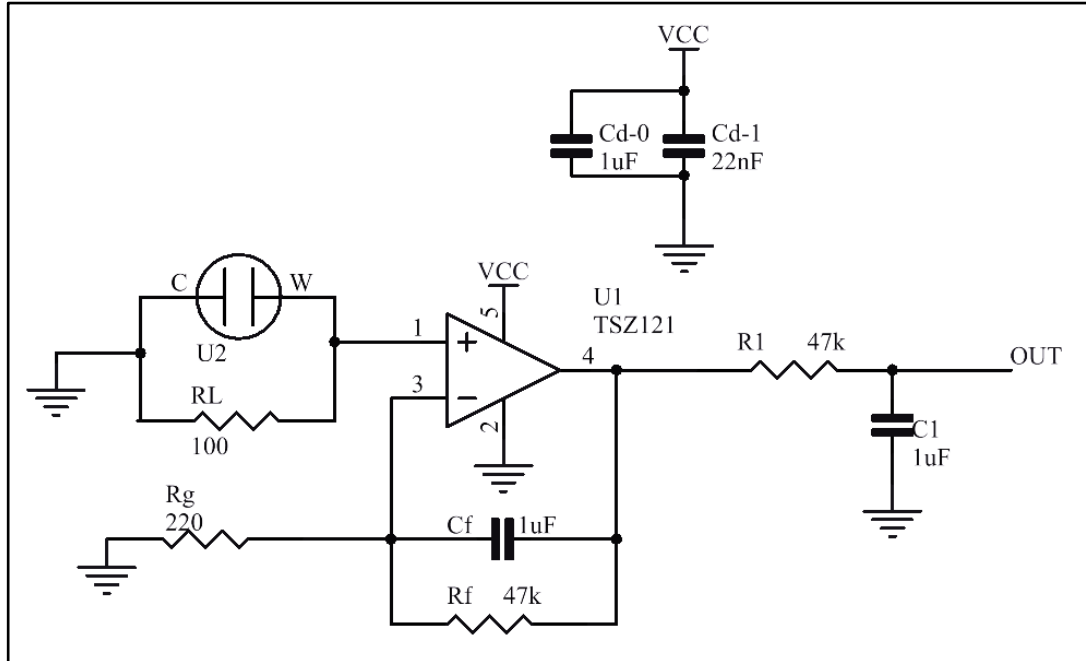 VCC
Cd-0
1uF
Cd-1
22nF
C
W
U2
RL
100
VCC
5
1
3
4
2
U1
TSZ121
R1
47k
OUT
C1
1uF
Rg
220
Cf
1uF
Rf
47k